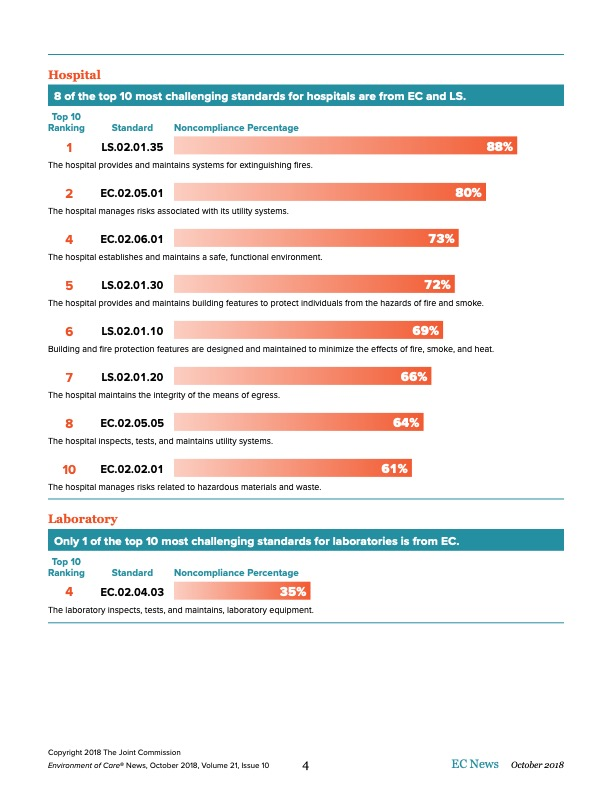 Hospital
8 of the top 10 most challenging standards for hospitals are from EC and LS.
Top 10
Ranking Standard Noncompliance Percentage
1 LS.02.01.35 88%
The hospital provides and maintains systems for extinguishing fires.
2 EC.02.05.01 80%
The hospital manages risks associated with its utility systems.
4 EC.02.06.01 73%
The hospital establishes and maintains a safe, functional environment.
5 LS.02.01.30 72%
The hospital provides and maintains building features to protect individuals from the hazards of fire and smoke.
6 LS.02.01.10 69%
Building and fire protection features are designed and maintained to minimize the effects of fire, smoke, and heat.
7 LS.02.01.20 66%
The hospital maintains the integrity of the means of egress.
8 EC.02.05.05 64%
The hospital inspects, tests, and maintains utility systems.
10 EC.02.02.01 61%
The hospital manages risks related to hazardous materials and waste.
Laboratory
Only 1 of the top 10 most challenging standards for laboratories is from EC.
Top 10
Ranking Standard Noncompliance Percentage
4 EC.02.04.03 35%
The laboratory inspects, tests, and maintains, laboratory equipment.
Copyright 2018 The Joint Commission
Environment of Care® News, October 2018, Volume 21, Issue 10 4 EC News October 2018